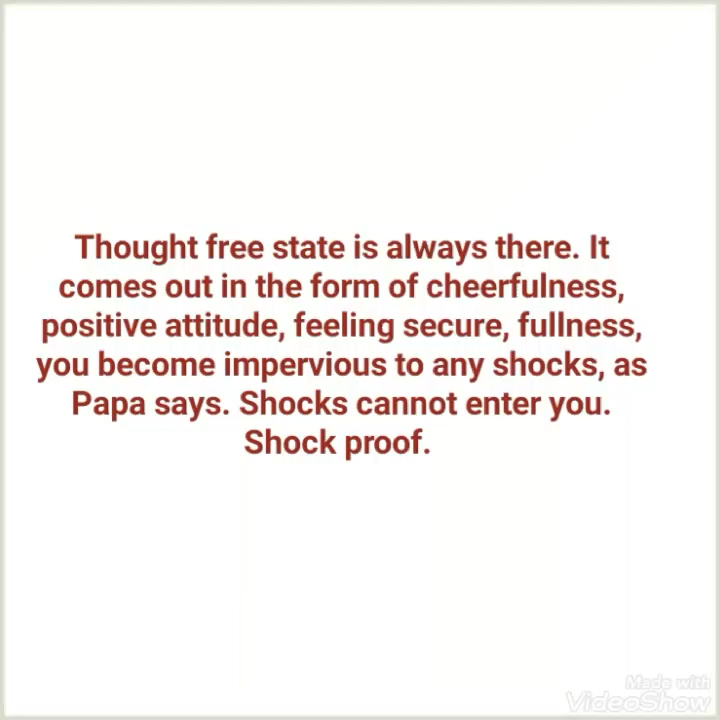 Thought free state is always there. It
comes out in the form of cheerfulness,
positive attitude, feeling secure, fullness,
you become impervious to any shocks, as
Papa says. Shocks cannot enter you.
Shock proof.
Made with
VideoShow